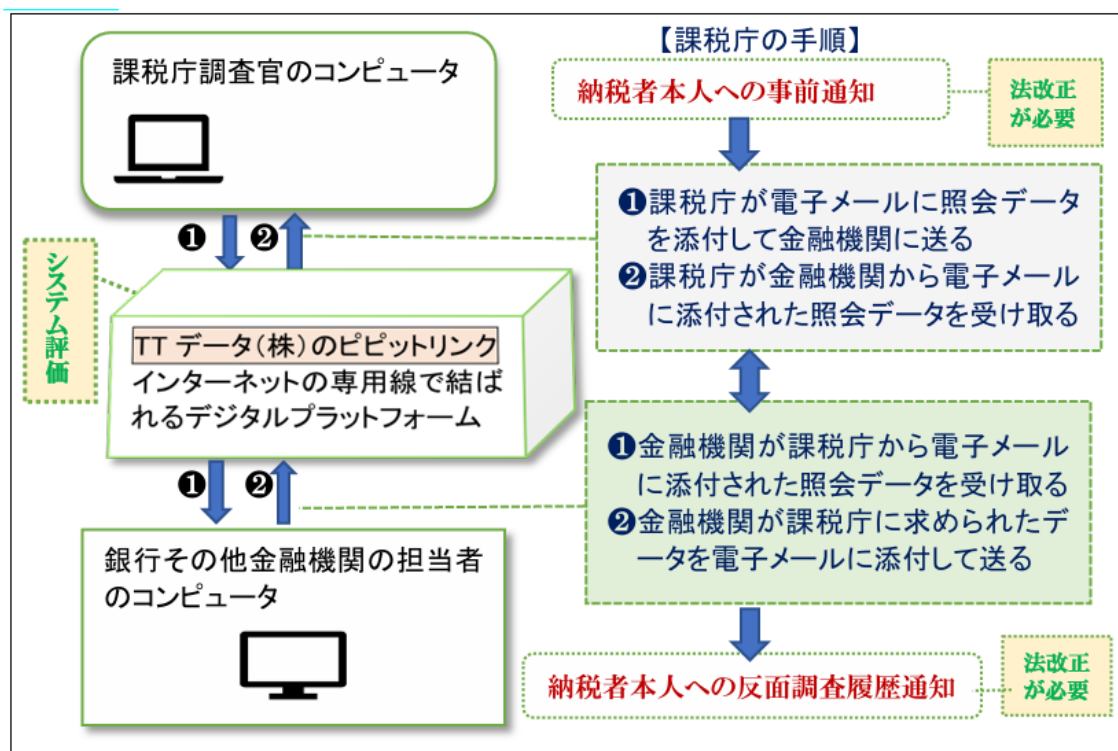 課税庁調査官のコンピュータ
❶
❷
システム評価
TT データ(株)のピピットリンク
インターネットの専用線で結ば
れるデジタルプラットフォーム
❶
❷
銀行その他金融機関の担当者
のコンピュータ
【課税庁の手順】
納税者本人への事前通知
法改正
が必要
❶課税庁が電子メールに照会データ
を添付して金融機関に送る
❷課税庁が金融機関から電子メール
に添付された照会データを受け取る
❶金融機関が課税庁から電子メール
に添付された照会データを受け取る
❷金融機関が課税庁に求められたデ
ータを電子メールに添付して送る
納税者本人への反面調査履歴通知
法改正
が必要